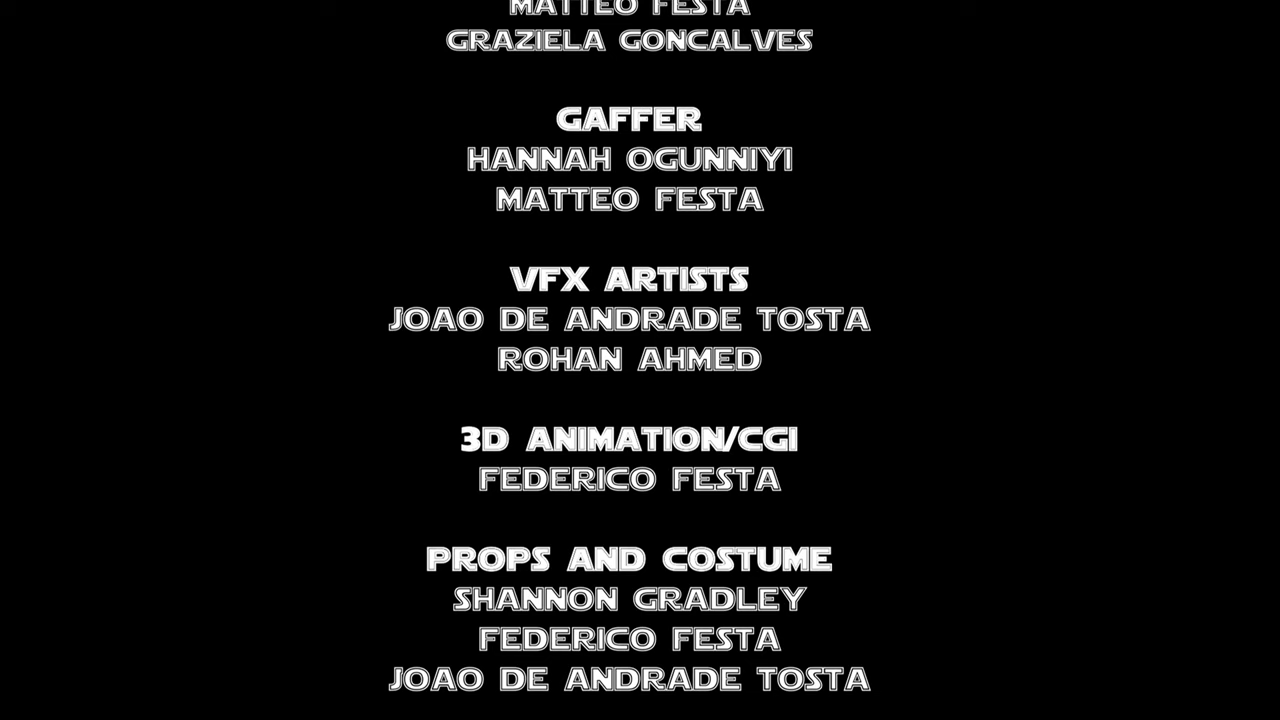 MATTEO FESTA
GRAZIELA GONCALVES
GAFFER
HANNAH OGUNNIYI
MATTEO FESTA
VFX ARTISTS
JOAO DE ANDRADE TOSTA
ROHAN AHMED
3D ANIMATION/CGI
FEDERICO FESTA
PROPS AND COSTUME
SHANNON GRADLEY
FEDERICO FESTA
JOAO DE ANDRADE TOSTA